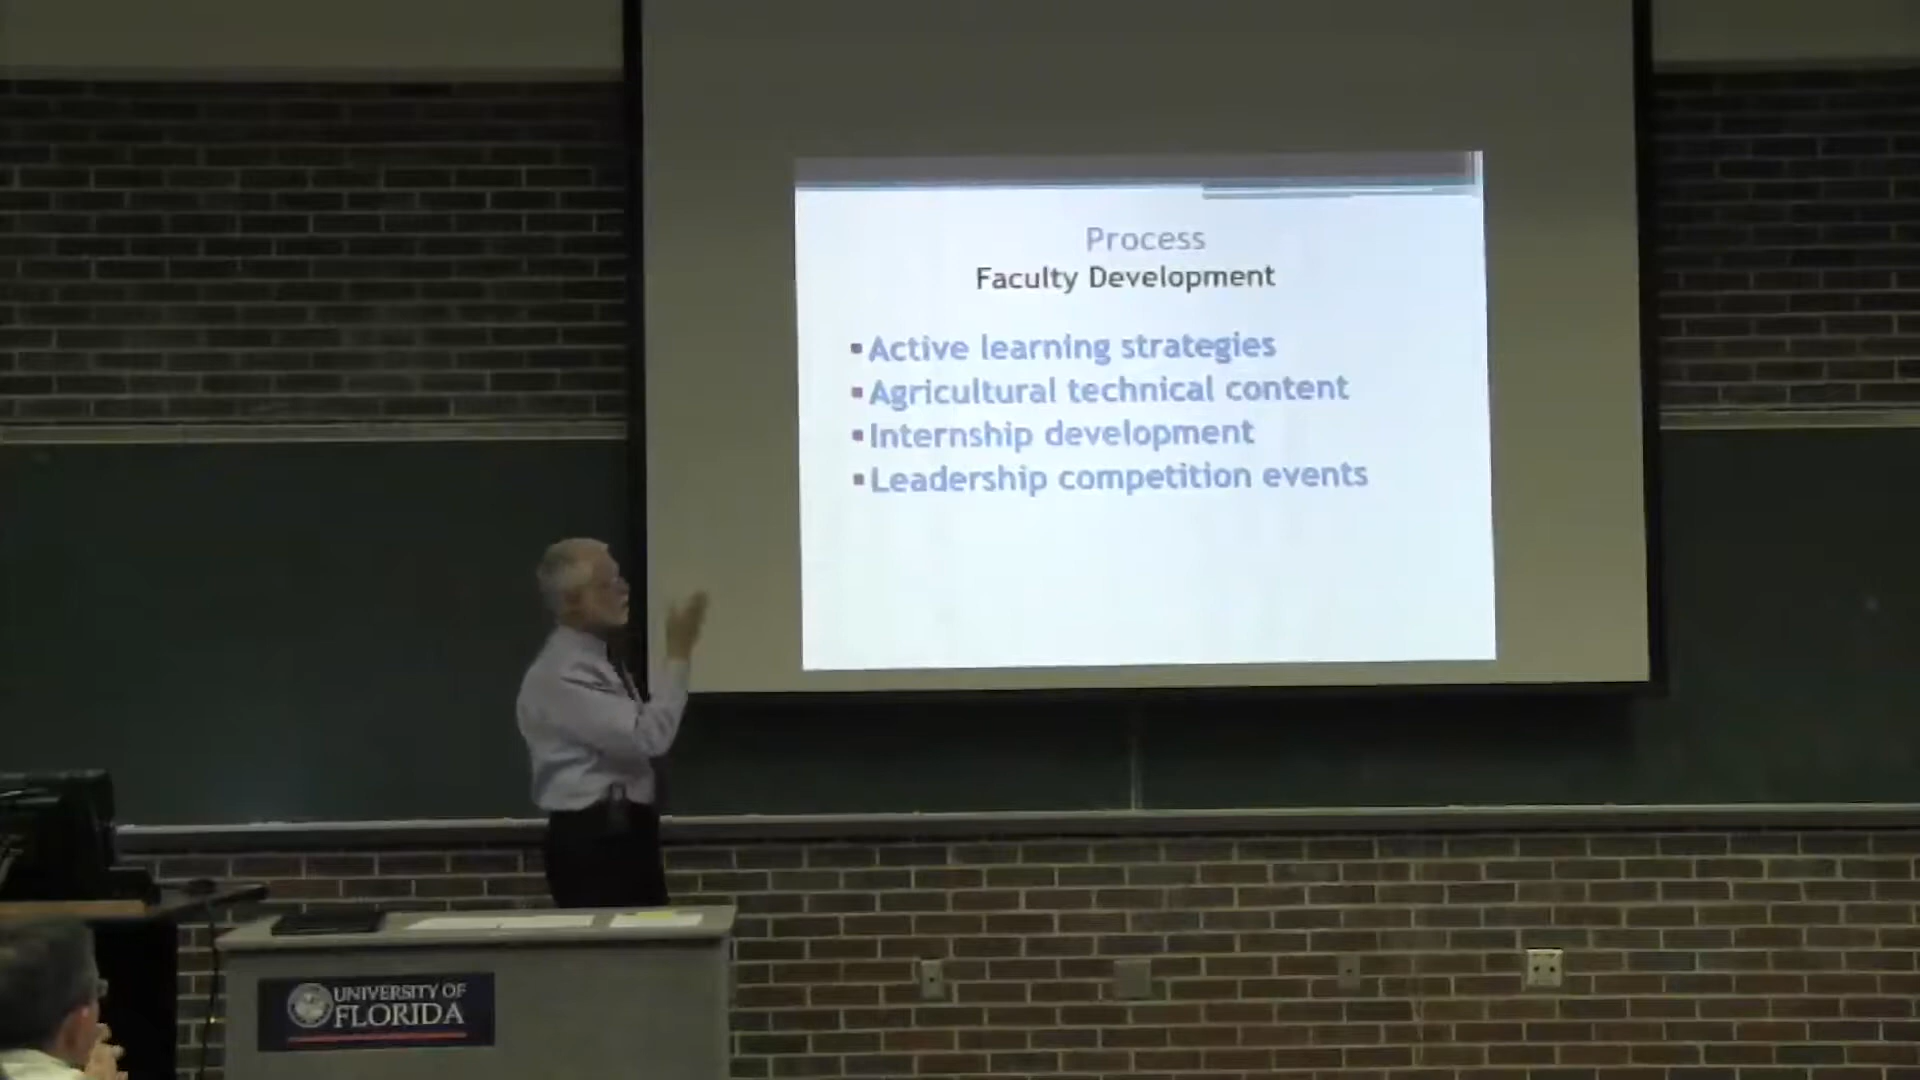 Process
Faculty Development
▪Active learning strategies
▪Agricultural technical content
▪Internship development
▪Leadership competition events
UNIVERSITY OF
FLORIDA